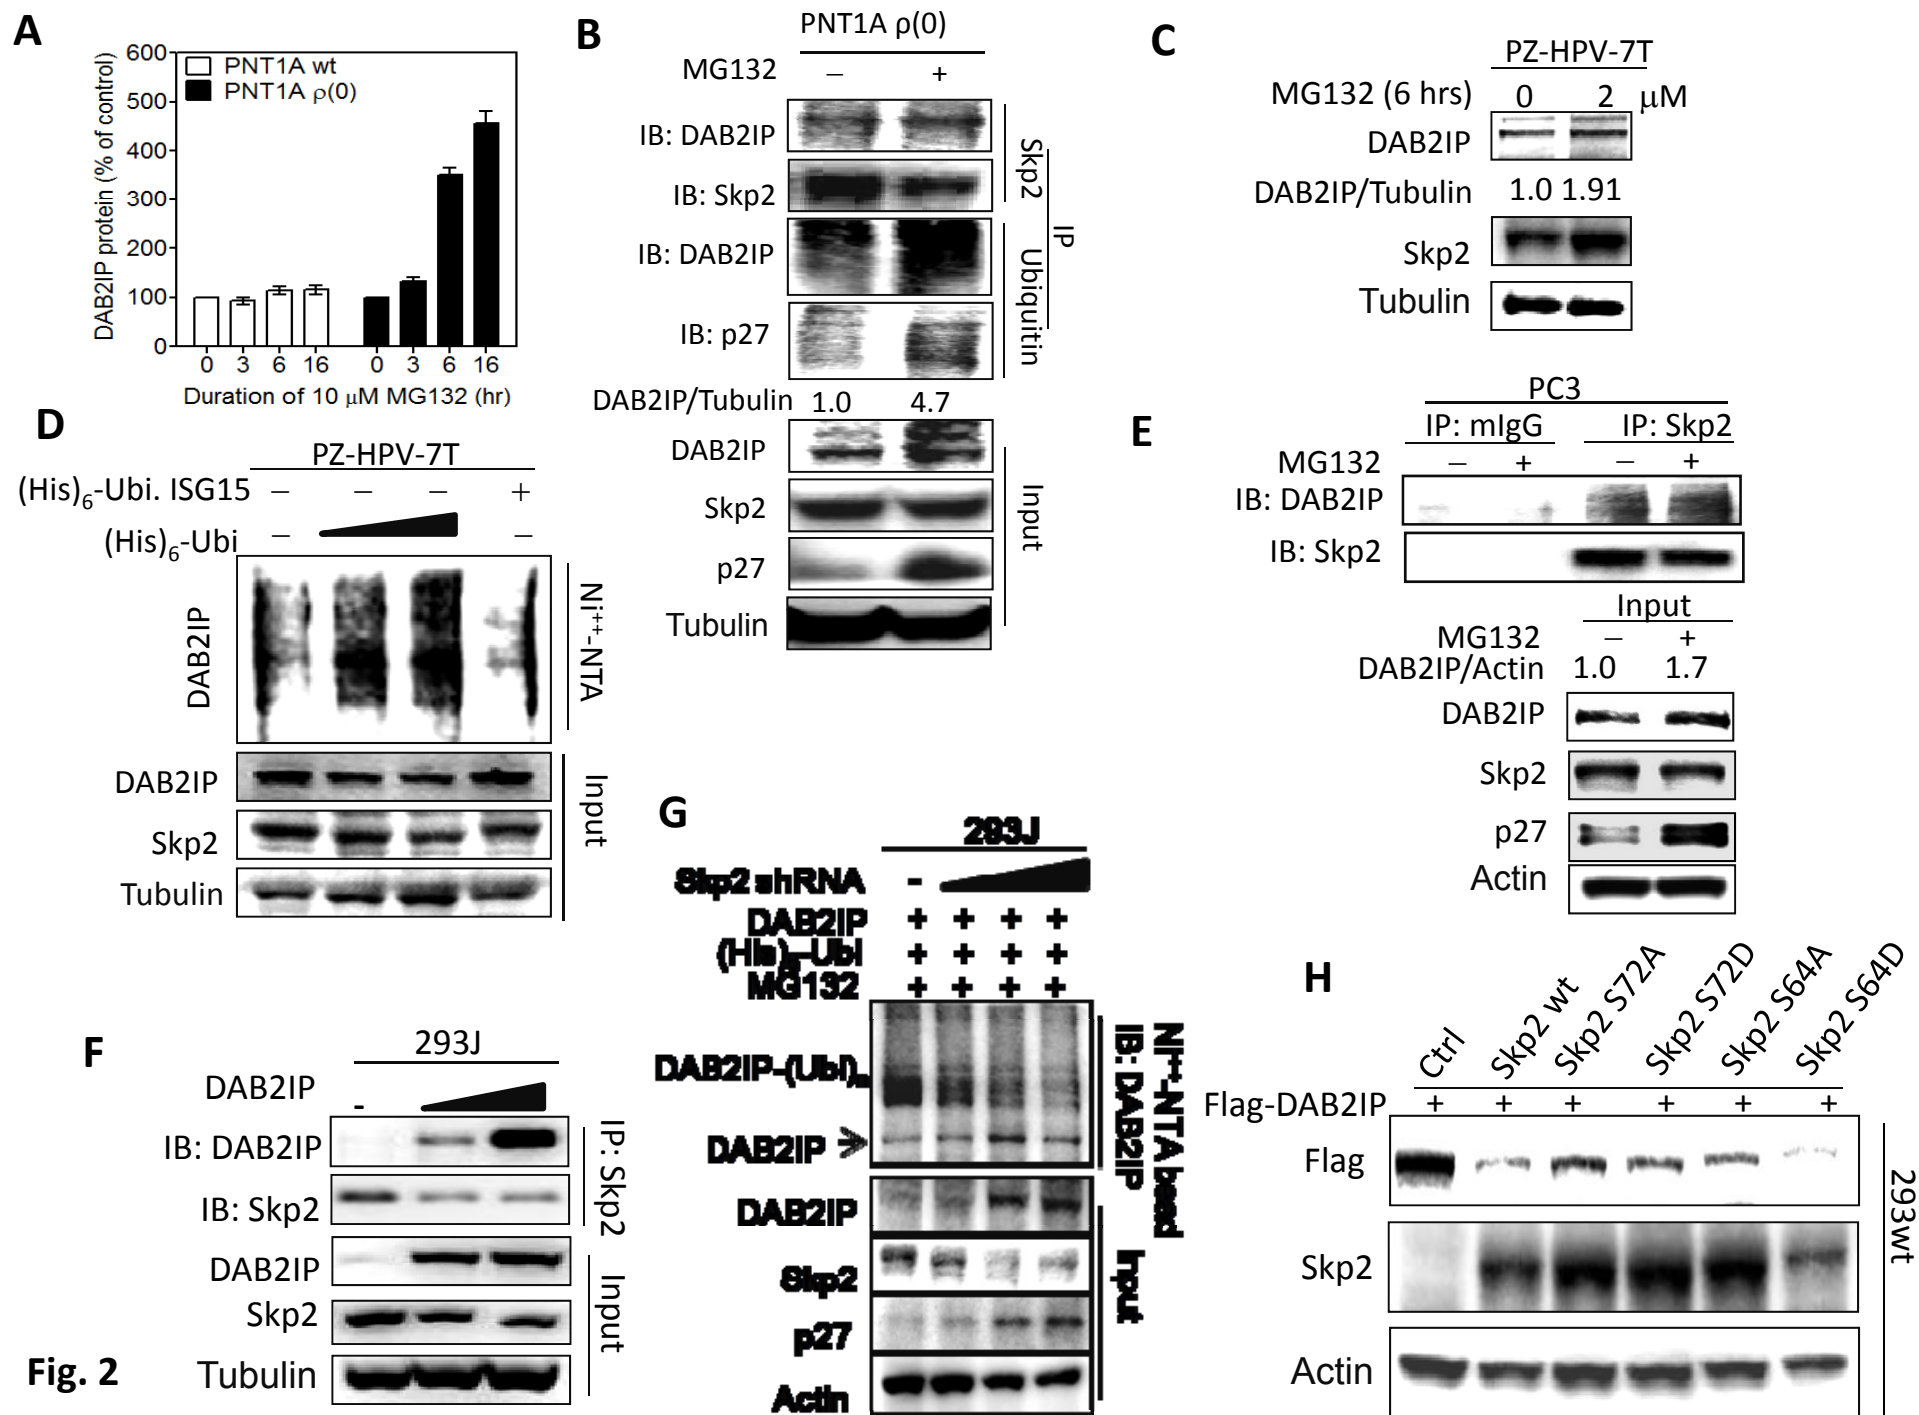 A
600
500
400
300
200
100
0
DAB2IP protein (% of control)
PNT1A wt
PNT1A ρ(0)
0 3 6 16 0 3 6 16
Duration of 10 μM MG132 (hr)
B
PNT1A ρ(0)
MG132 – +
IB: DAB2IP
IB: Skp2
Skp2
IB: DAB2IP
IB: p27
Ubiquitin
IP
DAB2IP/Tubulin 1.0 4.7
DAB2IP
Skp2
p27
Tubulin
Input
C
PZ-HPV-7T
MG132 (6 hrs) 0 2 μM
DAB2IP
DAB2IP/Tubulin 1.0 1.91
Skp2
Tubulin
D
PZ-HPV-7T
(His)6-Ubi. ISG15 – – – +
(His)6-Ubi – –
DAB2IP
Ni++-NTA
DAB2IP
Skp2
Tubulin
Input
E
PC3
IP: mIgG IP: Skp2
MG132 – + – +
IB: DAB2IP
IB: Skp2
Input
MG132 – +
DAB2IP/Actin 1.0 1.7
DAB2IP
Skp2
p27
Actin
F
293J
DAB2IP -
IB: DAB2IP
IB: Skp2
IP: Skp2
DAB2IP
Skp2
Tubulin
Input
G
293J
Skp2 shRNA -
DAB2IP + + + +
(His)6-Ubi + + + +
MG132 + + + +
DAB2IP-(Ubi)n
DAB2IP
Ni++-NTA bead
IB: DAB2IP
DAB2IP
Skp2
p27
Actin
Input
H
Ctrl Skp2 wt Skp2 S72A Skp2 S72D Skp2 S64A Skp2 S64D
Flag-DAB2IP + + + + + +
Flag
Skp2
Actin
293wt
Fig. 2